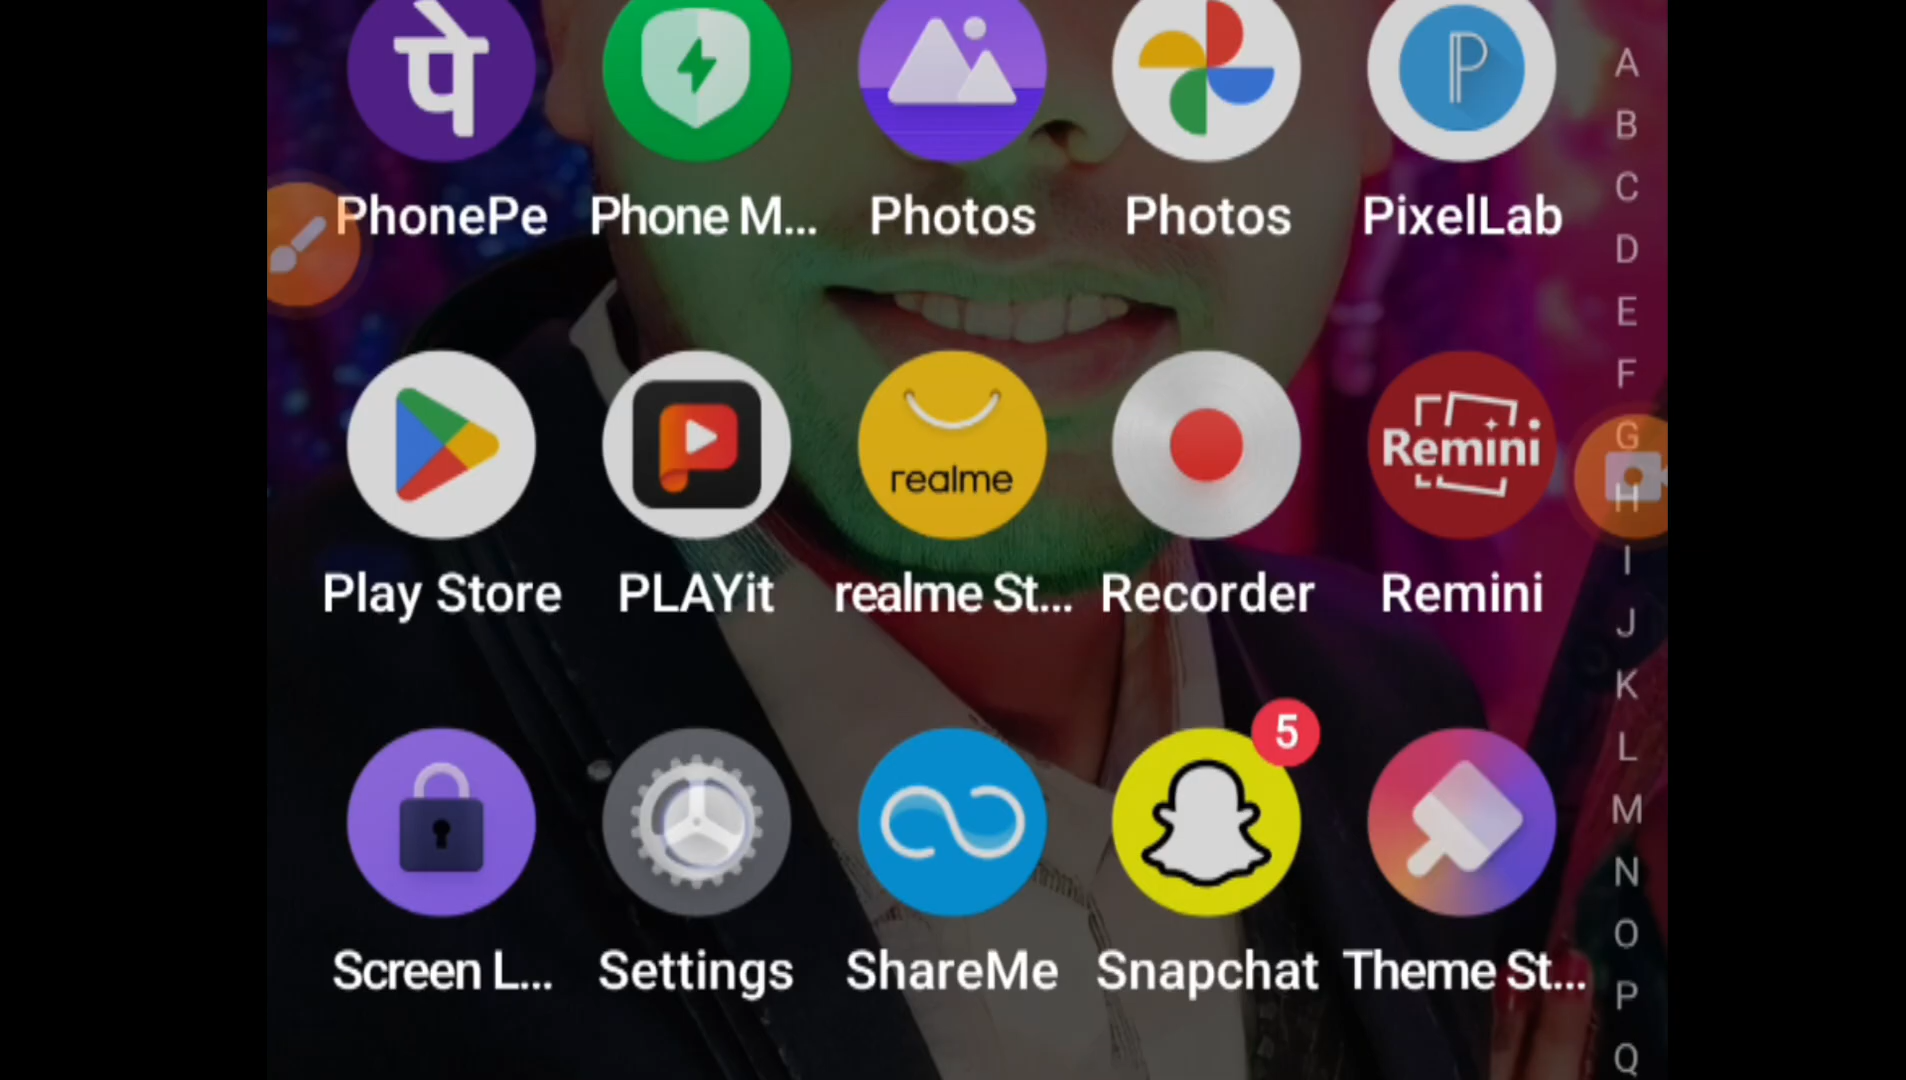 पे
PhonePe Phone M... Photos Photos PixelLab
realme
Remini
Play Store PLAYit realme St... Recorder Remini
5
Screen L... Settings ShareMe Snapchat Theme St...
A
B
C
D
E
F
G
H
I
J
K
L
M
N
O
P
Q